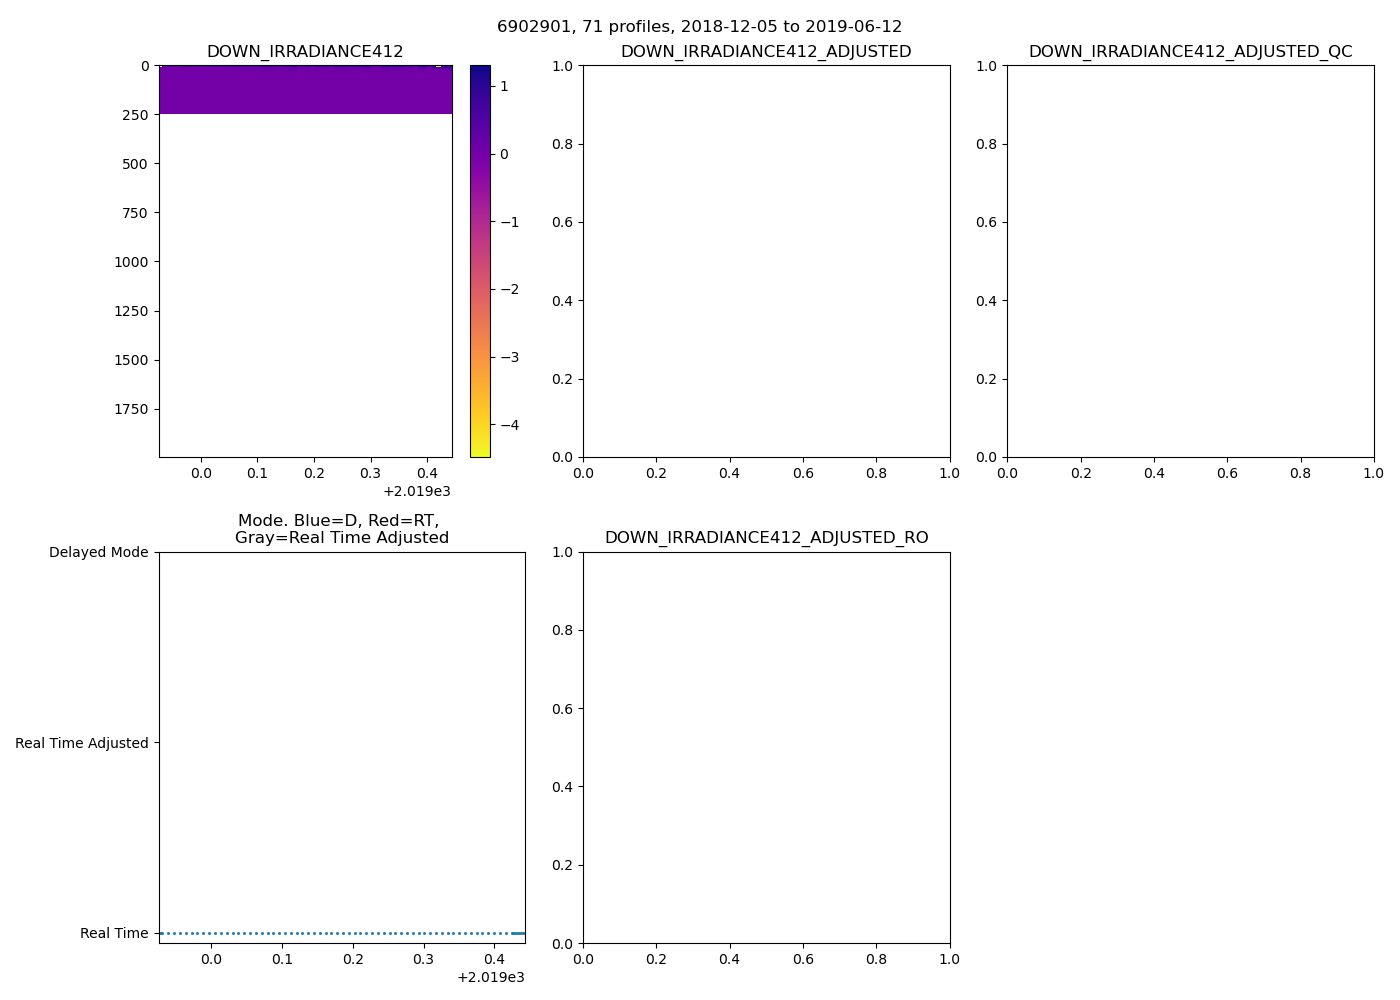 6902901, 71 profiles, 2018-12-05 to 2019-06-12
DOWN_IRRADIANCE412
0
250
500
750
1000
1250
1500
1750
0.0 0.1 0.2 0.3 0.4
+2.019e3
1
0
−1
−2
−3
−4
DOWN_IRRADIANCE412_ADJUSTED
1.0
0.8
0.6
0.4
0.2
0.0
0.0 0.2 0.4 0.6 0.8 1.0
DOWN_IRRADIANCE412_ADJUSTED_QC
1.0
0.8
0.6
0.4
0.2
0.0
0.0 0.2 0.4 0.6 0.8 1.0
Mode. Blue=D, Red=RT,
Gray=Real Time Adjusted
Delayed Mode
Real Time Adjusted
Real Time
0.0 0.1 0.2 0.3 0.4
+2.019e3
DOWN_IRRADIANCE412_ADJUSTED_RO
1.0
0.8
0.6
0.4
0.2
0.0
0.0 0.2 0.4 0.6 0.8 1.0